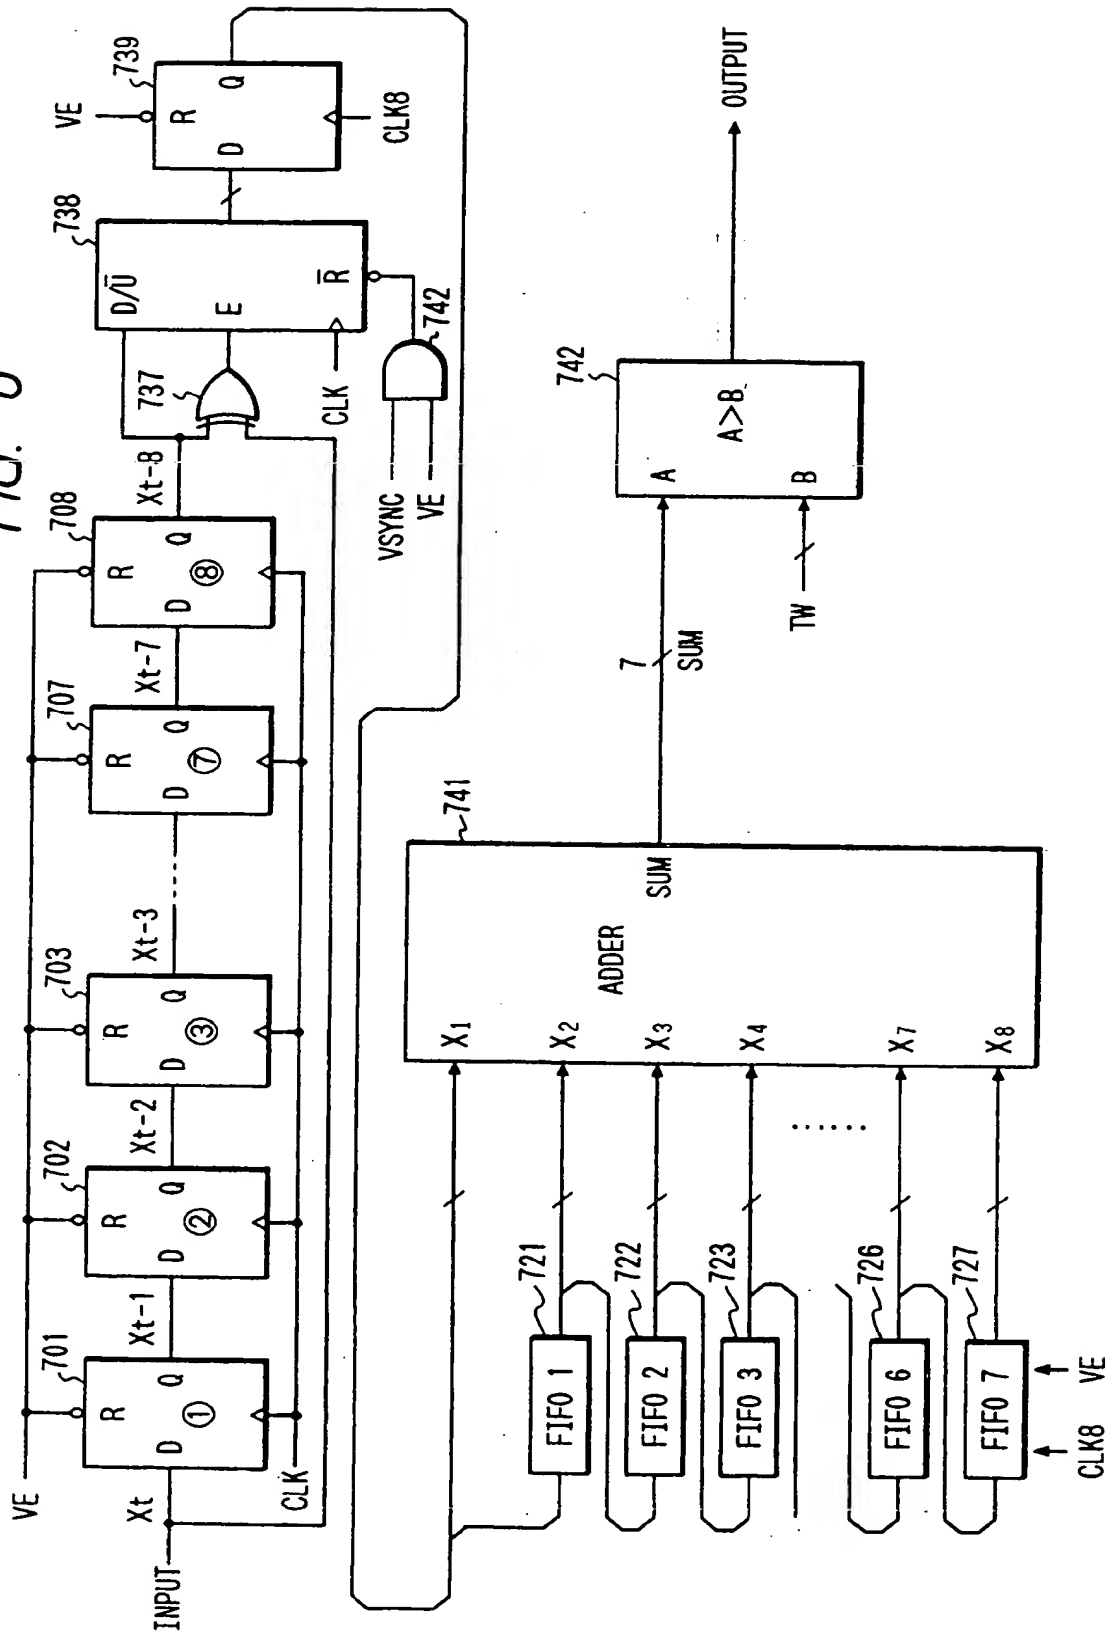 FIG.
VE
739
R
D
Q
CLK8
738
D/U̅
E
R̅
CLK
737
742
VSYNC
VE
VE
701
702
703
707
708
R
R
R
R
R
INPUT
Xt
D ① Q
Xt-1
D ② Q
Xt-2
D ③ Q
Xt-3
D ⑦ Q
Xt-7
D ⑧ Q
Xt-8
CLK
741
ADDER
X1
X2
X3
X4
X7
X8
SUM
7
SUM
742
A
B
A>B
TW
OUTPUT
721
FIFO 1
722
FIFO 2
723
FIFO 3
726
FIFO 6
727
FIFO 7
CLK8
VE